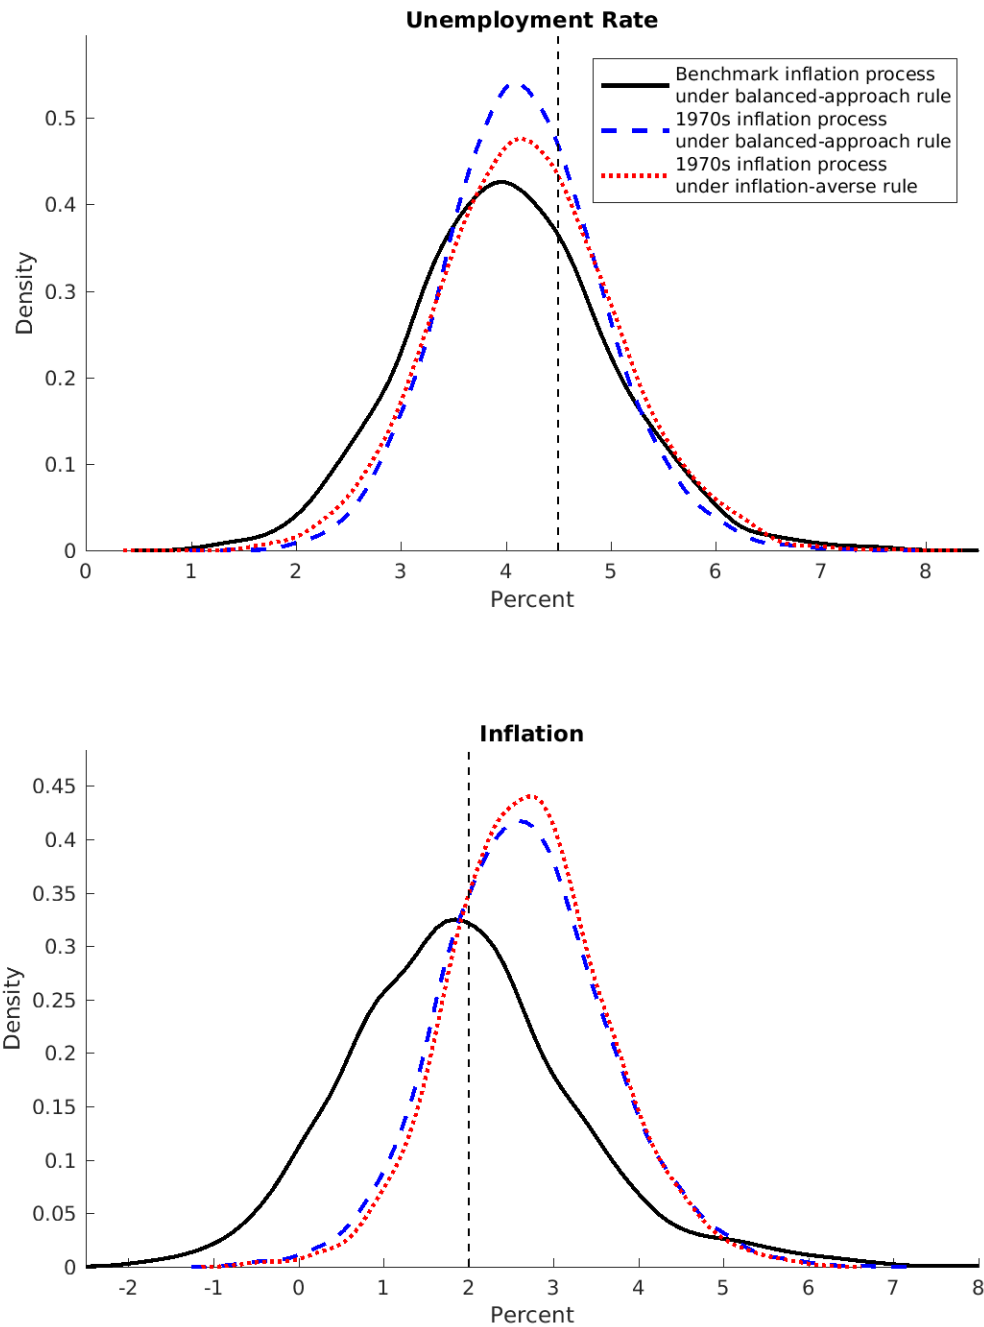 Unemployment Rate
Benchmark inflation process
under balanced-approach rule
1970s inflation process
under balanced-approach rule
1970s inflation process
under inflation-averse rule
Density
0.5
0.4
0.3
0.2
0.1
0
0 1 2 3 4 5 6 7 8
Percent
Inflation
Density
0.45
0.4
0.35
0.3
0.25
0.2
0.15
0.1
0.05
0
-2 -1 0 1 2 3 4 5 6 7 8
Percent